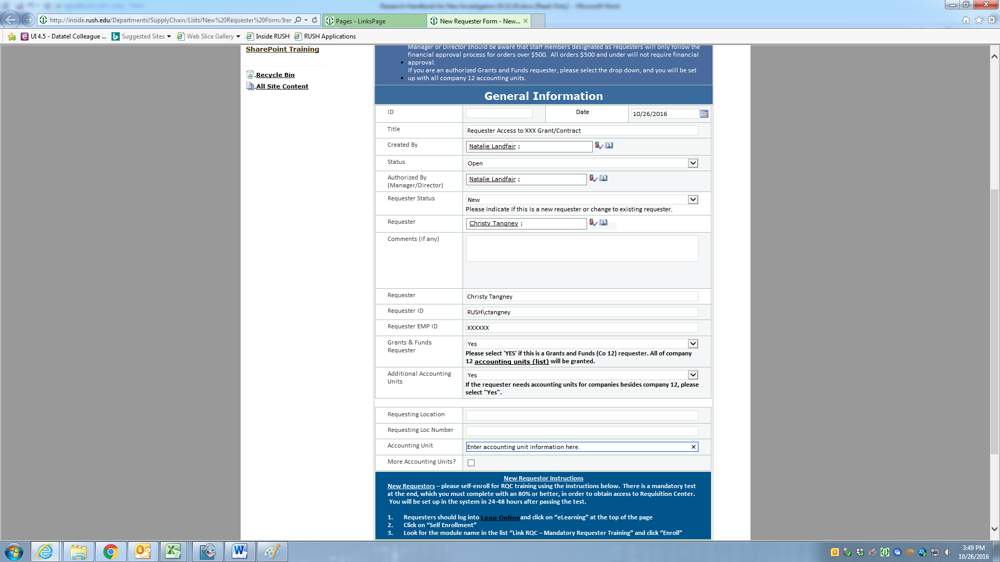 http://inside.rush.edu/Departments/SupplyChain/Lists/New%20Requester%20Form/Iter
Pages - LinksPage
New Requester Form - New...
UI 4.5 - Datatel Colleague ...
Suggested Sites
Web Slice Gallery
Inside RUSH
RUSH Applications
SharePoint Training
Recycle Bin
All Site Content
Manager or Director should be aware that staff members designated as requesters will only follow the
financial approval process for orders over $500.  All orders $500 and under will not require financial
approval.
If you are an authorized Grants and Funds requester, please select the drop down, and you will be set
up with all company 12 accounting units.
General Information
ID
Date
10/26/2016
Title
Requester Access to XXX Grant/Contract
Created By
Natalie Landfair ;
Status
Open
Authorized By
(Manager/Director)
Natalie Landfair ;
Requester Status
New
Please indicate if this is a new requester or change to existing requester.
Requester
Christy Tangney ;
Comments (if any)
Requester
Christy Tangney
Requester ID
RUSH\ctangney
Requester EMP ID
XXXXXX
Grants & Funds
Requester
Yes
Please select 'YES' if this is a Grants and Funds (Co 12) requester. All of company
12 accounting units (list) will be granted.
Additional Accounting
Units
Yes
If the requester needs accounting units for companies besides company 12, please
select "Yes".
Requesting Location
Requesting Loc Number
Accounting Unit
Enter accounting unit information here.
More Accounting Units?
New Requestor Instructions
New Requestors – please self-enroll for RQC training using the instructions below.  There is a mandatory test
at the end, which you must complete with an 80% or better, in order to obtain access to Requisition Center.
You will be set up in the system in 24-48 hours after passing the test.
1. Requesters should log into Leap Online and click on “eLearning” at the top of the page
2. Click on “Self Enrollment”
3. Look for the module name in the list “Link RQC – Mandatory Requester Training” and click “Enroll”
3:49 PM
10/26/2016